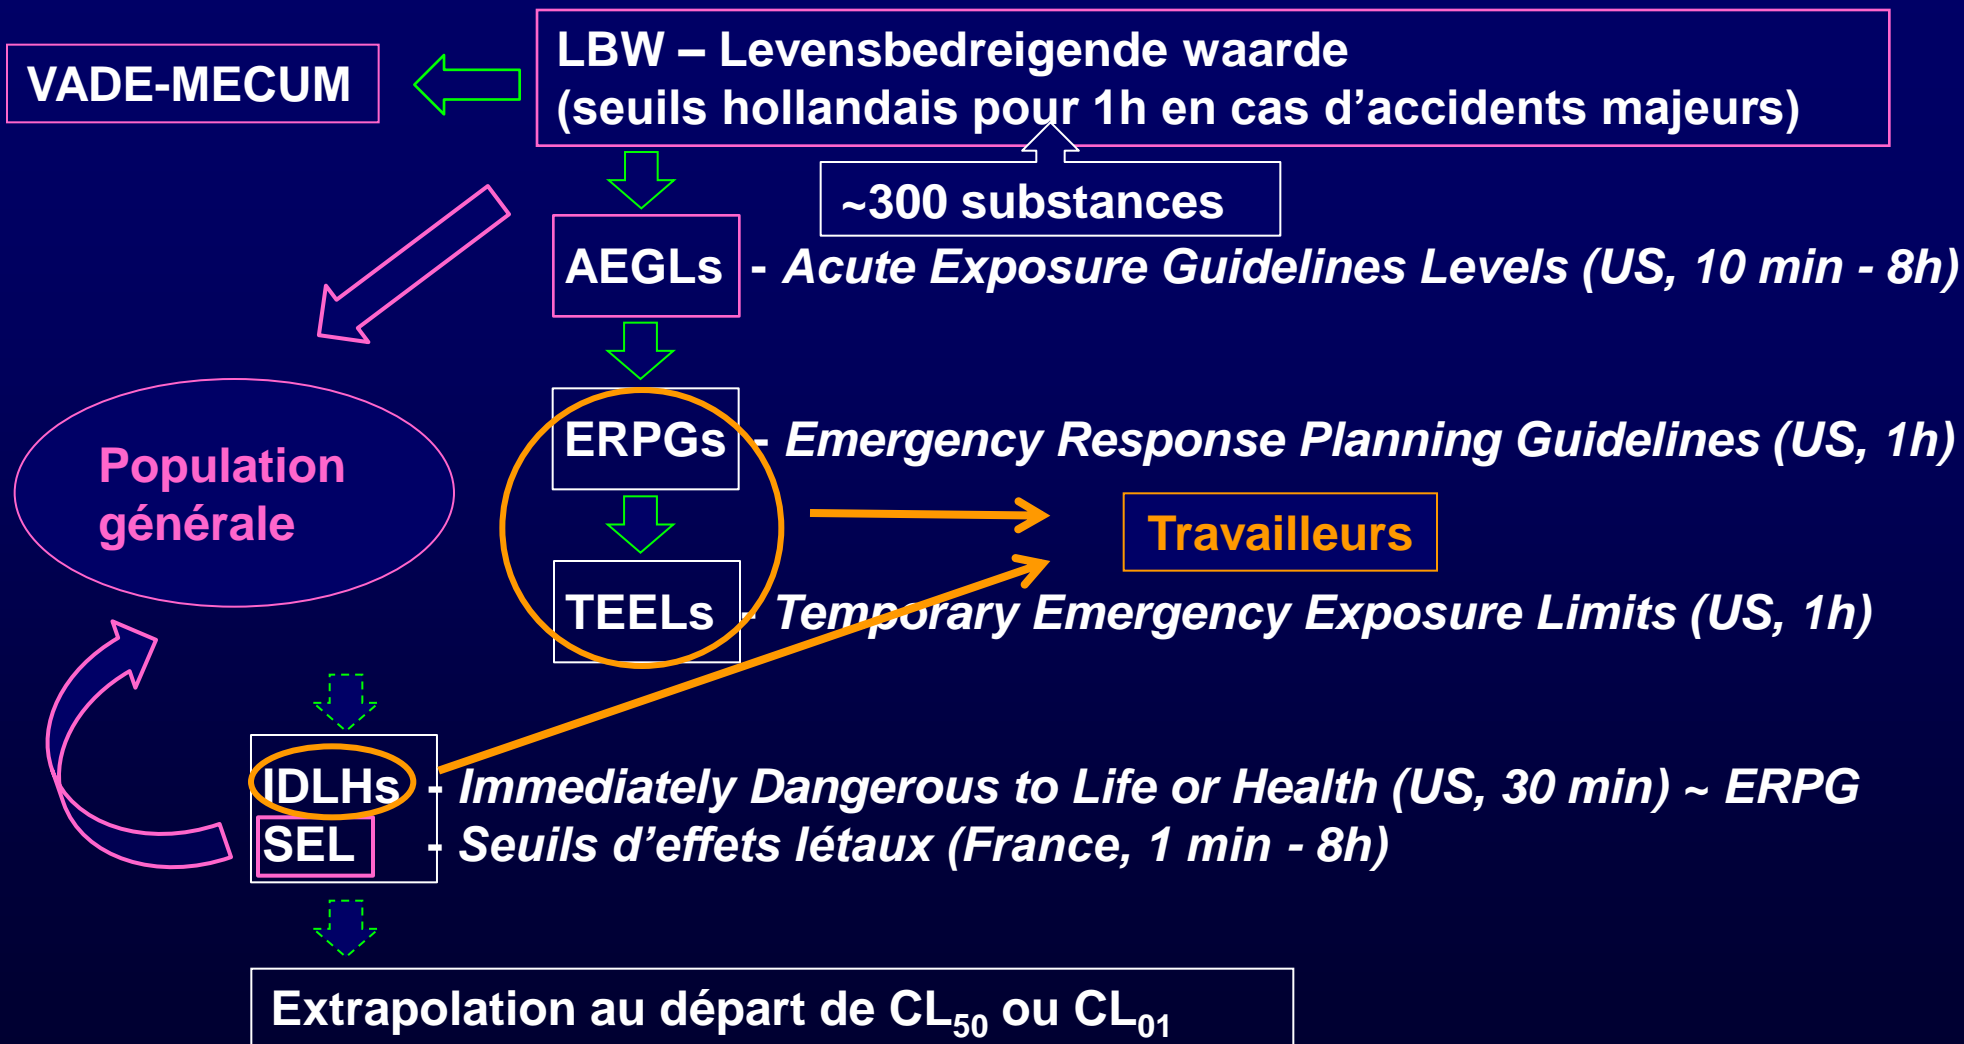 VADE-MECUM
LBW – Levensbedreigende waarde
(seuils hollandais pour 1h en cas d’accidents majeurs)
~300 substances
AEGLs - Acute Exposure Guidelines Levels (US, 10 min - 8h)
ERPGs - Emergency Response Planning Guidelines (US, 1h)
Population
générale
Travailleurs
TEELs - Temporary Emergency Exposure Limits (US, 1h)
IDLHs - Immediately Dangerous to Life or Health (US, 30 min) ~ ERPG
SEL - Seuils d’effets létaux (France, 1 min - 8h)
Extrapolation au départ de CL50 ou CL01